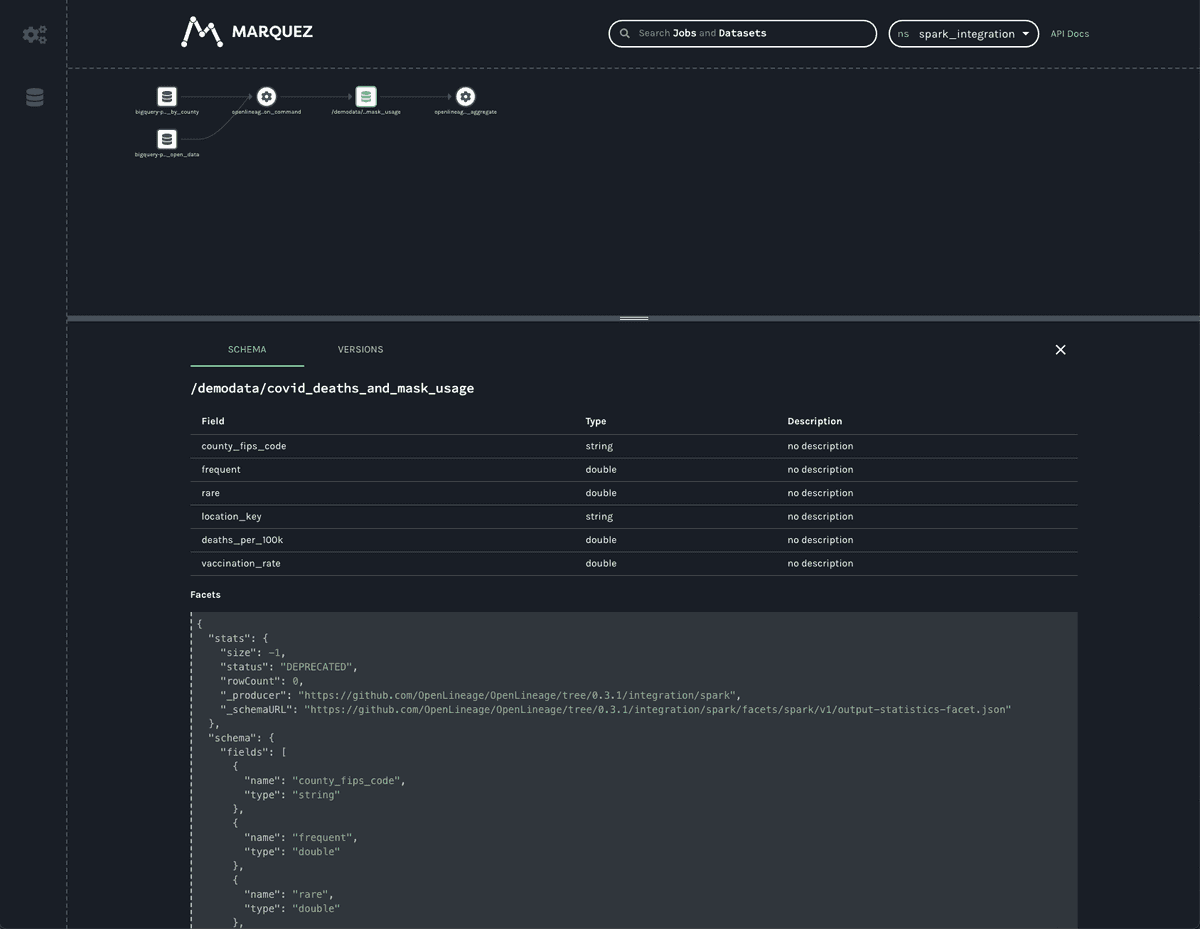 MARQUEZ
Search Jobs and Datasets
ns spark_integration
API Docs
bigquery-p..._by_county
openlineag...on_command
/demodata/...mask_usage
openlineag..._aggregate
bigquery-p..._open_data
SCHEMA VERSIONS
/demodata/covid_deaths_and_mask_usage
Field Type Description
county_fips_code string no description
frequent double no description
rare double no description
location_key string no description
deaths_per_100k double no description
vaccination_rate double no description
Facets
{
"stats": {
"size": -1,
"status": "DEPRECATED",
"rowCount": 0,
"_producer": "https://github.com/OpenLineage/OpenLineage/tree/0.3.1/integration/spark",
"_schemaURL": "https://github.com/OpenLineage/OpenLineage/tree/0.3.1/integration/spark/facets/spark/v1/output-statistics-facet.json"
},
"schema": {
"fields": [
{
"name": "county_fips_code",
"type": "string"
},
{
"name": "frequent",
"type": "double"
},
{
"name": "rare",
"type": "double"
},